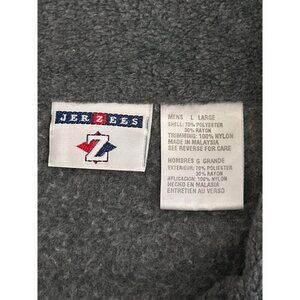 JERZEES
Z
MENS L LARGE
SHELL: 70% POLYESTER
30% RAYON
TRIMMING: 100% NYLON
MADE IN MALAYSIA
SEE REVERSE FOR CARE
HOMBRES G GRANDE
EXTERIOR: 70% POLIESTER
30% RAYON
APLICACION: 100% NYLON
HECHO EN MALASIA
ENTRETIEN AU VERSO